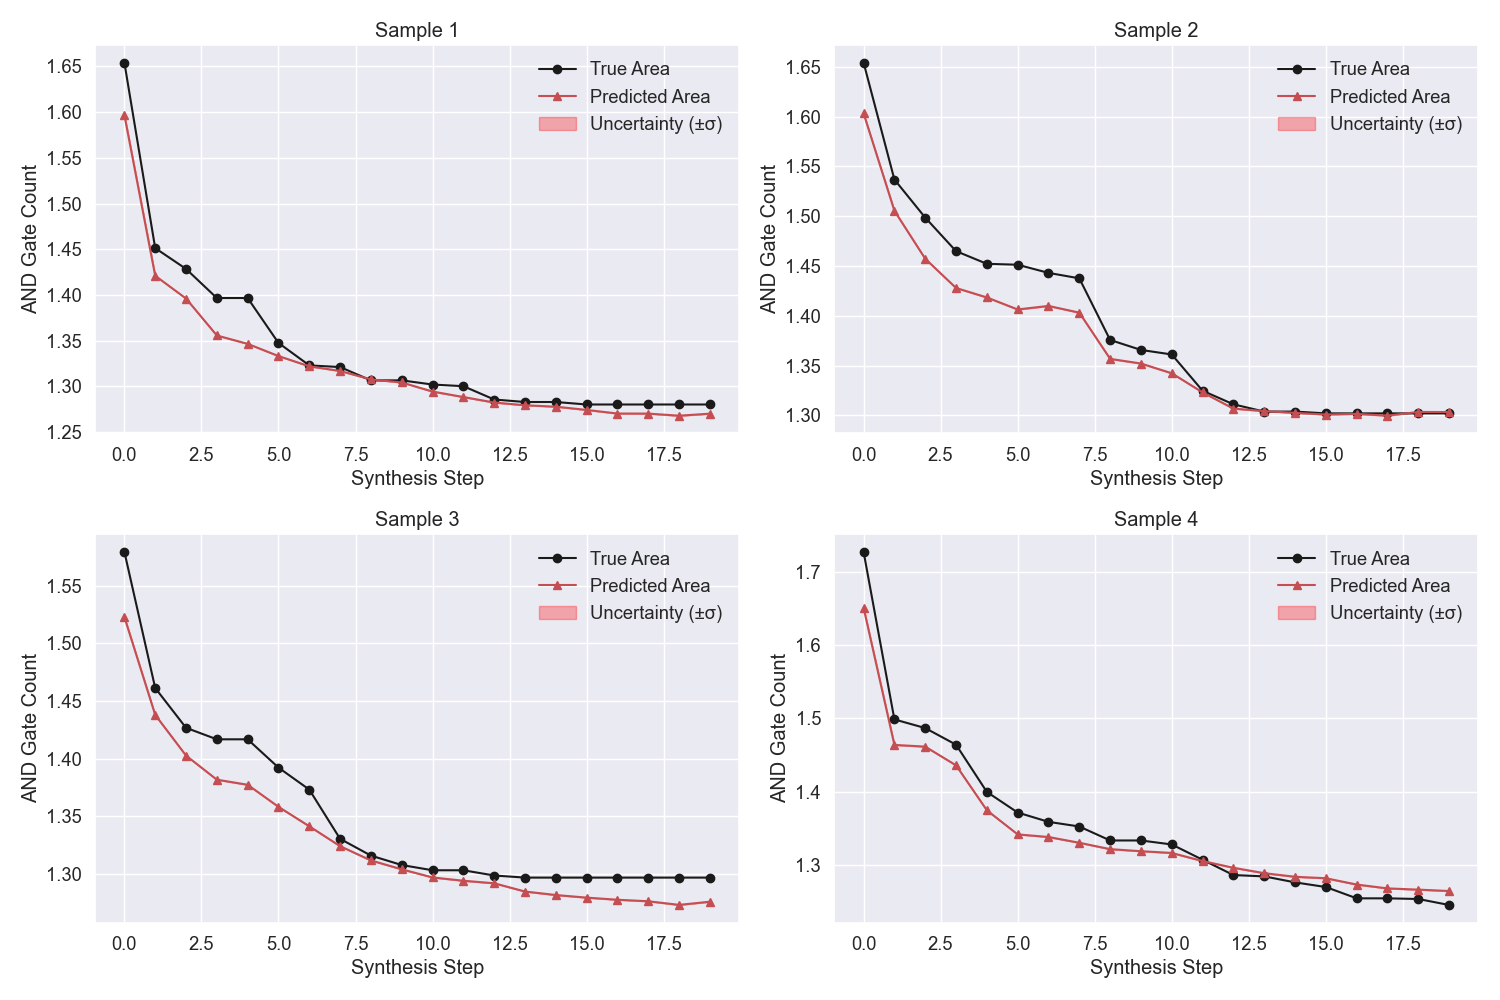 Sample 1
AND Gate Count
1.65
1.60
1.55
1.50
1.45
1.40
1.35
1.30
1.25
True Area
Predicted Area
Uncertainty (±σ)
0.0 2.5 5.0 7.5 10.0 12.5 15.0 17.5
Synthesis Step
Sample 2
AND Gate Count
1.65
1.60
1.55
1.50
1.45
1.40
1.35
1.30
True Area
Predicted Area
Uncertainty (±σ)
0.0 2.5 5.0 7.5 10.0 12.5 15.0 17.5
Synthesis Step
Sample 3
AND Gate Count
1.55
1.50
1.45
1.40
1.35
1.30
True Area
Predicted Area
Uncertainty (±σ)
0.0 2.5 5.0 7.5 10.0 12.5 15.0 17.5
Synthesis Step
Sample 4
AND Gate Count
1.7
1.6
1.5
1.4
1.3
True Area
Predicted Area
Uncertainty (±σ)
0.0 2.5 5.0 7.5 10.0 12.5 15.0 17.5
Synthesis Step